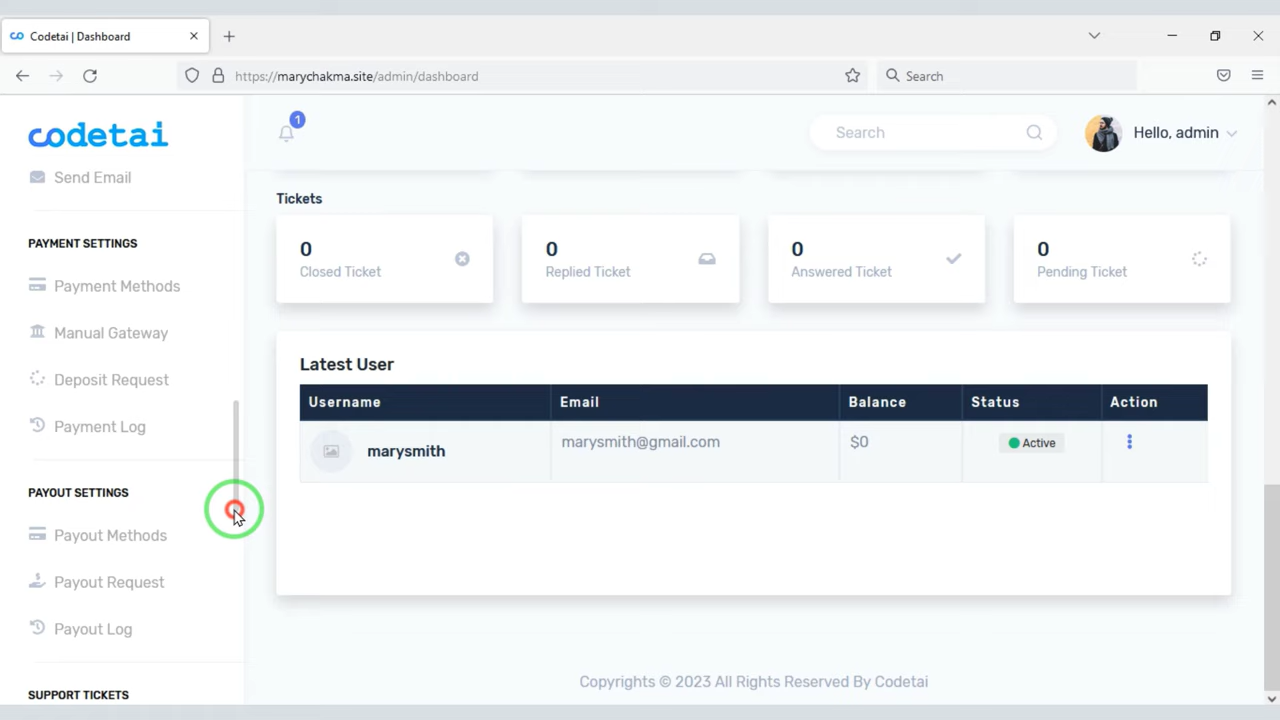 Codetai | Dashboard
https://marychakma.site/admin/dashboard
Search
codetai
1
Search
Hello, admin
Send Email
PAYMENT SETTINGS
Payment Methods
Manual Gateway
Deposit Request
Payment Log
PAYOUT SETTINGS
Payout Methods
Payout Request
Payout Log
SUPPORT TICKETS
Tickets
0
Closed Ticket
0
Replied Ticket
0
Answered Ticket
0
Pending Ticket
Latest User
Username Email Balance Status Action
marysmith marysmith@gmail.com $0 Active
Copyrights © 2023 All Rights Reserved By Codetai